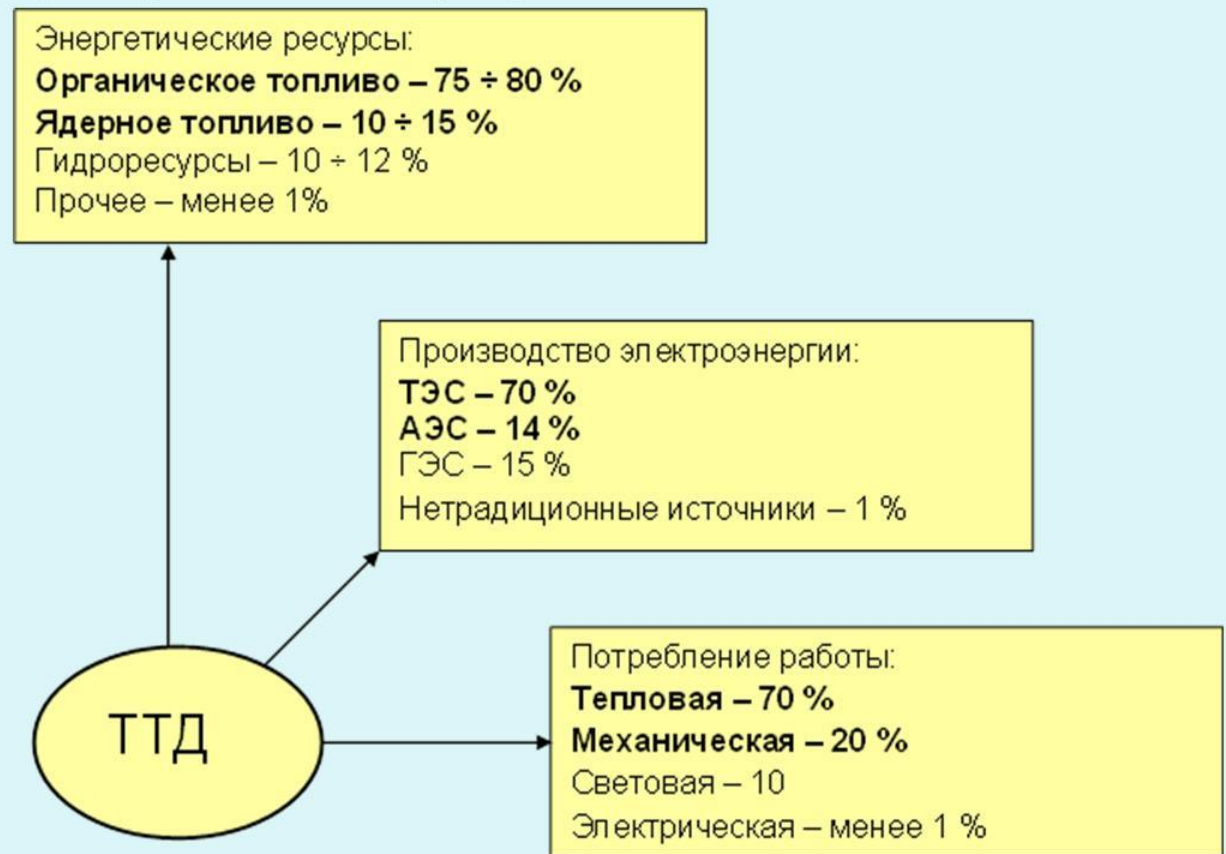 Энергетические ресурсы:
Органическое топливо – 75 ÷ 80 %
Ядерное топливо – 10 ÷ 15 %
Гидроресурсы – 10 ÷ 12 %
Прочее – менее 1%
Производство электроэнергии:
ТЭС – 70 %
АЭС – 14 %
ГЭС – 15 %
Нетрадиционные источники – 1 %
ТТД
Потребление работы:
Тепловая – 70 %
Механическая – 20 %
Световая – 10
Электрическая – менее 1 %